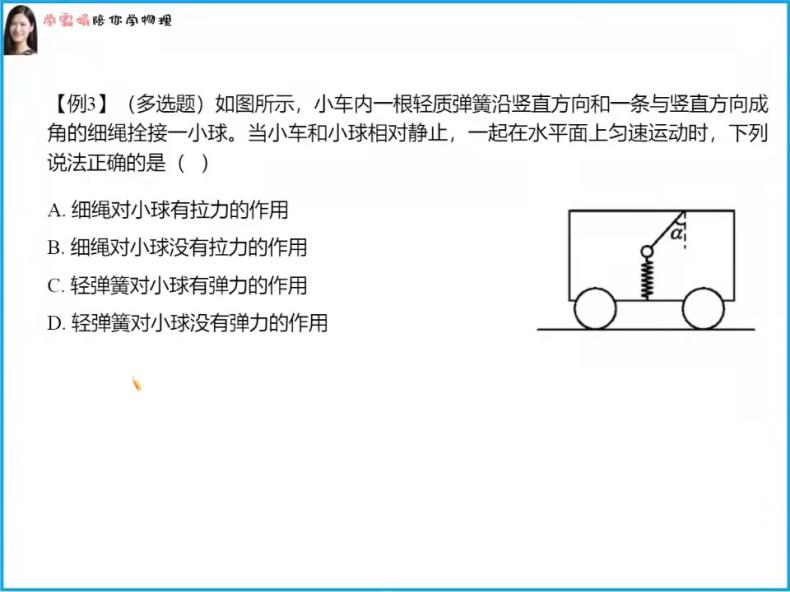 学霸娟陪你学物理
【例3】(多选题)如图所示，小车内一根轻质弹簧沿竖直方向和一条与竖直方向成
角的细绳拴接一小球。当小车和小球相对静止，一起在水平面上匀速运动时，下列
说法正确的是（ ）
A. 细绳对小球有拉力的作用
B. 细绳对小球没有拉力的作用
C. 轻弹簧对小球有弹力的作用
D. 轻弹簧对小球没有弹力的作用
α